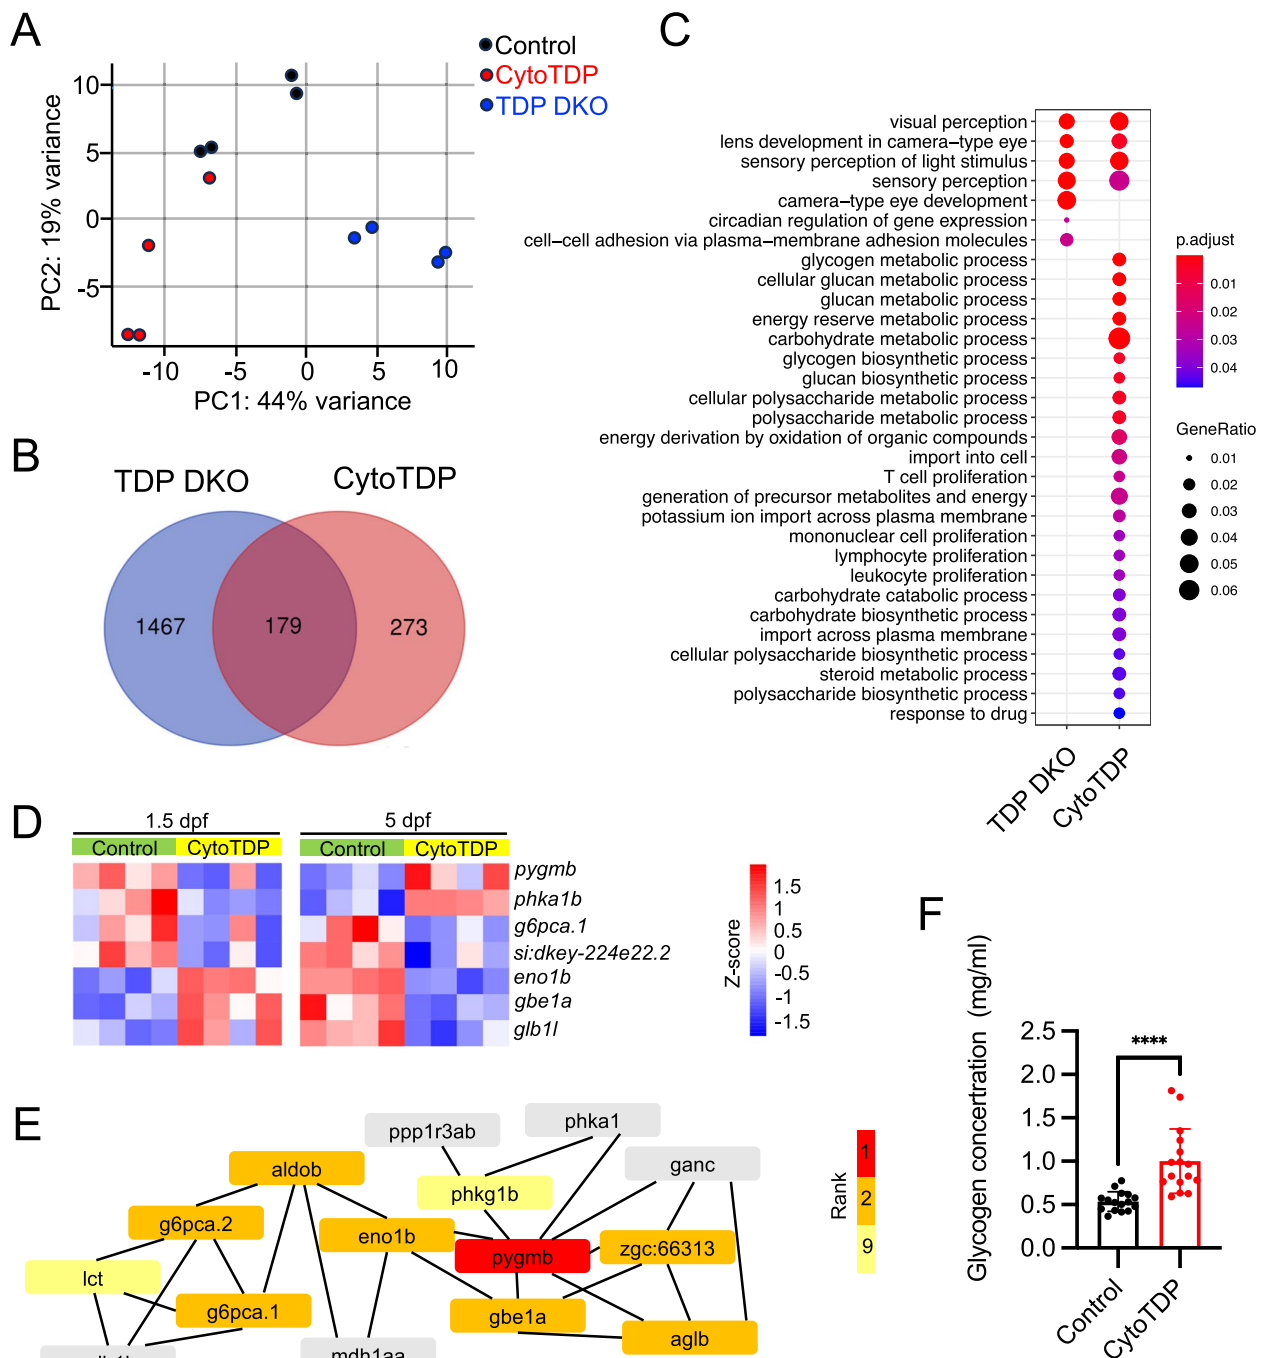 A
Control
CytoTDP
TDP DKO
PC2: 19% variance
10
5
0
-5
-10
-5
0
5
10
PC1: 44% variance
B
TDP DKO
CytoTDP
1467
179
273
C
visual perception
lens development in camera−type eye
sensory perception of light stimulus
sensory perception
camera−type eye development
circadian regulation of gene expression
cell−cell adhesion via plasma−membrane adhesion molecules
glycogen metabolic process
cellular glucan metabolic process
glucan metabolic process
energy reserve metabolic process
carbohydrate metabolic process
glycogen biosynthetic process
glucan biosynthetic process
cellular polysaccharide metabolic process
polysaccharide metabolic process
energy derivation by oxidation of organic compounds
import into cell
T cell proliferation
generation of precursor metabolites and energy
potassium ion import across plasma membrane
mononuclear cell proliferation
lymphocyte proliferation
leukocyte proliferation
carbohydrate catabolic process
carbohydrate biosynthetic process
import across plasma membrane
cellular polysaccharide biosynthetic process
steroid metabolic process
polysaccharide biosynthetic process
response to drug
TDP DKO
CytoTDP
p.adjust
0.01
0.02
0.03
0.04
GeneRatio
0.01
0.02
0.03
0.04
0.05
0.06
D
1.5 dpf
5 dpf
Control
CytoTDP
Control
CytoTDP
pygmb
phka1b
g6pca.1
si:dkey-224e22.2
eno1b
gbe1a
glb1l
Z-score
1.5
1
0.5
0
-0.5
-1
-1.5
E
ppp1r3ab
phka1
aldob
ganc
phkg1b
g6pca.2
eno1b
pygmb
zgc:66313
lct
g6pca.1
gbe1a
aglb
mdh1aa
Rank
1
2
9
F
Glycogen concertration (mg/ml)
2.5
2.0
1.5
1.0
0.5
0.0
****
Control
CytoTDP